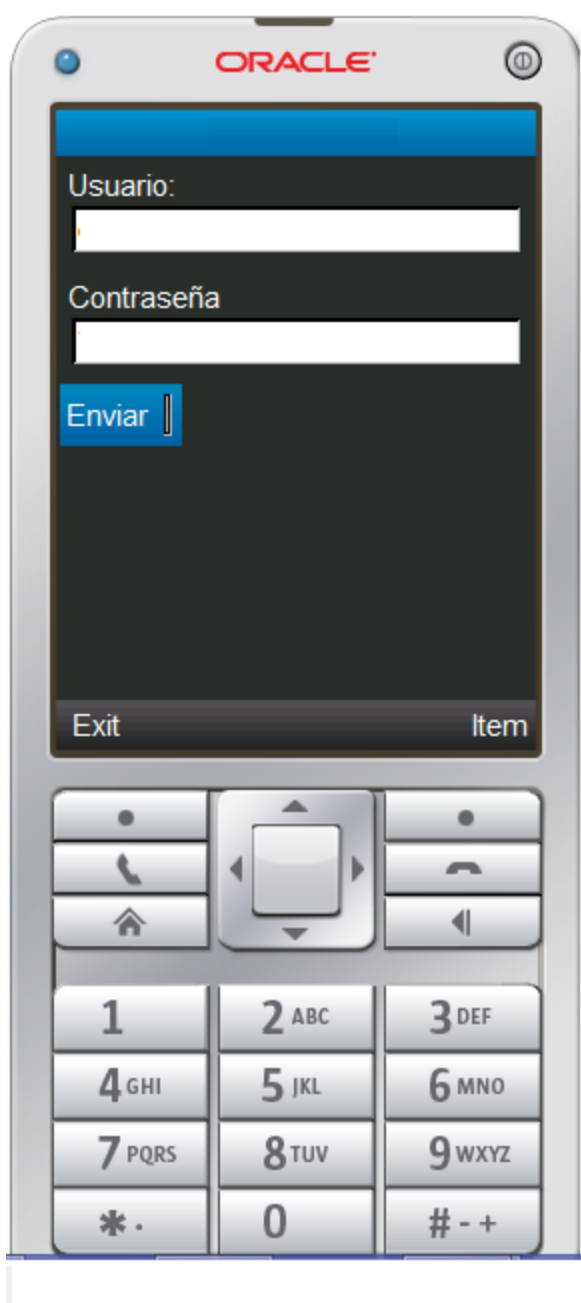 ORACLE
Usuario:
Contraseña
Enviar
Exit Item
1 2 ABC 3 DEF
4 GHI 5 JKL 6 MNO
7 PQRS 8 TUV 9 WXYZ
* . 0 # - +